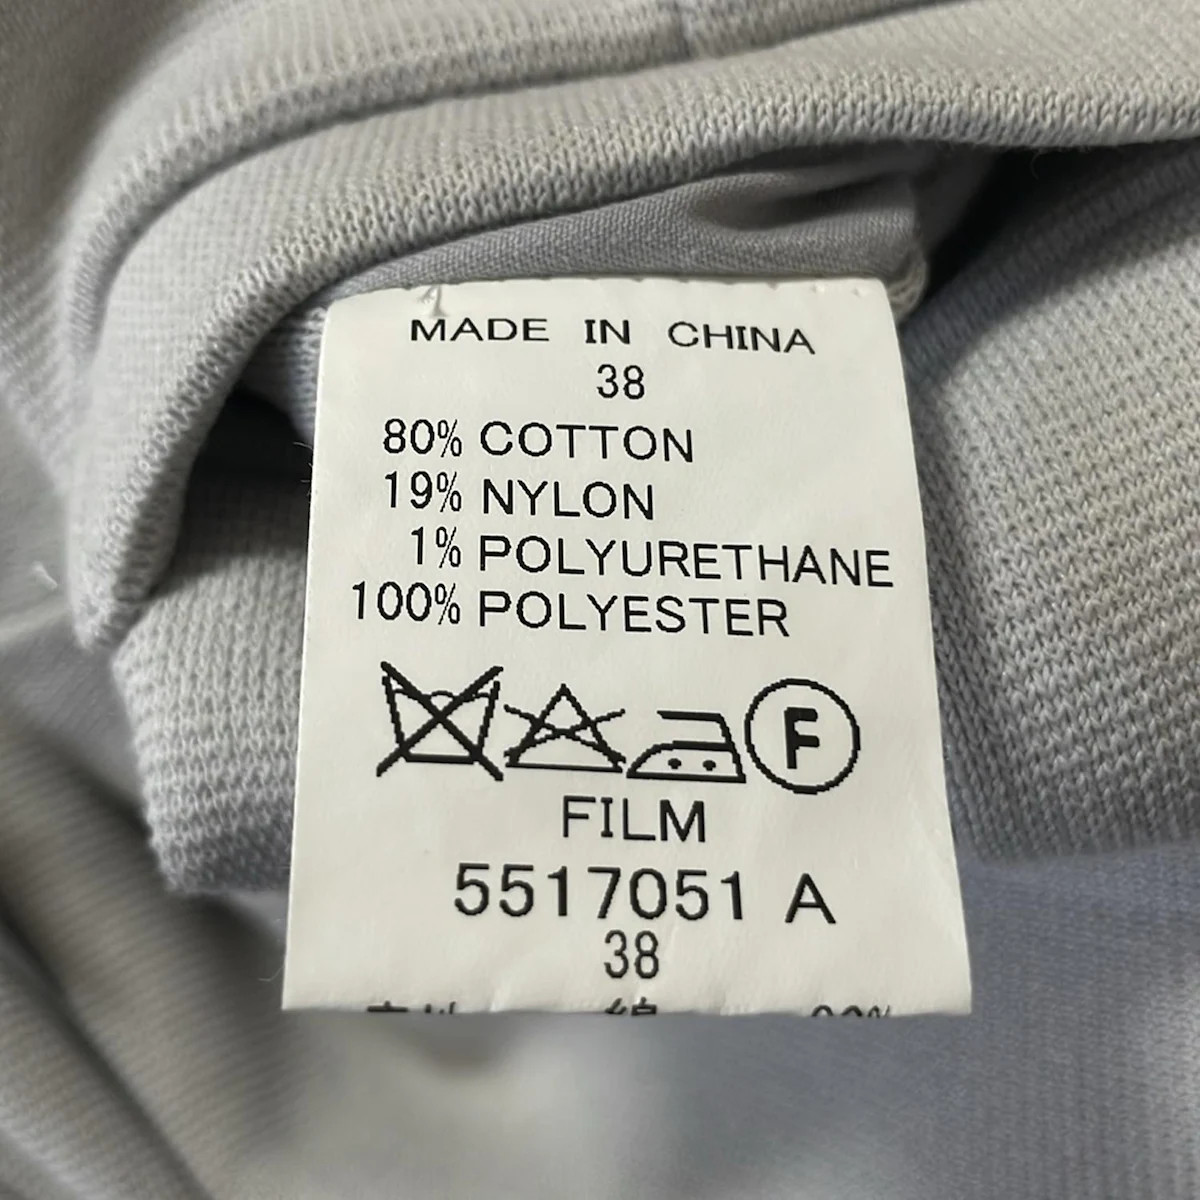 MADE IN CHINA
38
80% COTTON
19% NYLON
1% POLYURETHANE
100% POLYESTER
F
FILM
5517051 A
38